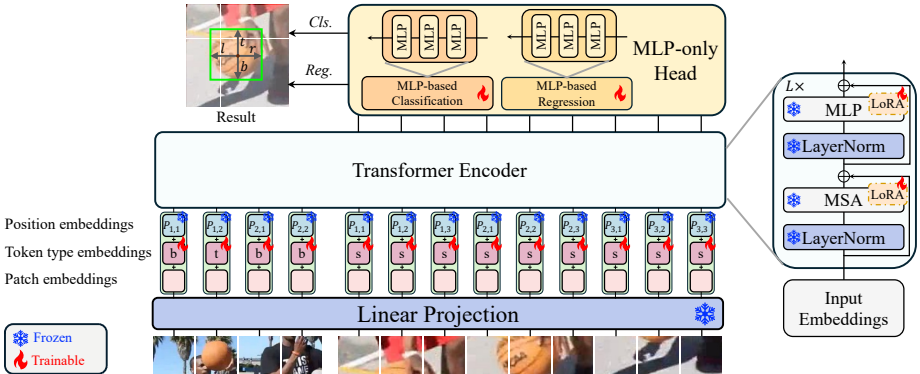 Cls.
Reg.
t
l
r
b
Result
MLP
MLP
MLP
MLP
MLP
MLP
MLP-only
Head
MLP-based
Classification
MLP-based
Regression
Transformer Encoder
L×
MLP
LoRA
LayerNorm
MSA
LoRA
LayerNorm
Input
Embeddings
Position embeddings
P1,1 P1,2 P2,1 P2,2 P1,1 P1,2 P1,3 P2,1 P2,2 P2,3 P3,1 P3,2 P3,3
Token type embeddings
b t b b s s s s s s s s s
Patch embeddings
Linear Projection
Frozen
Trainable